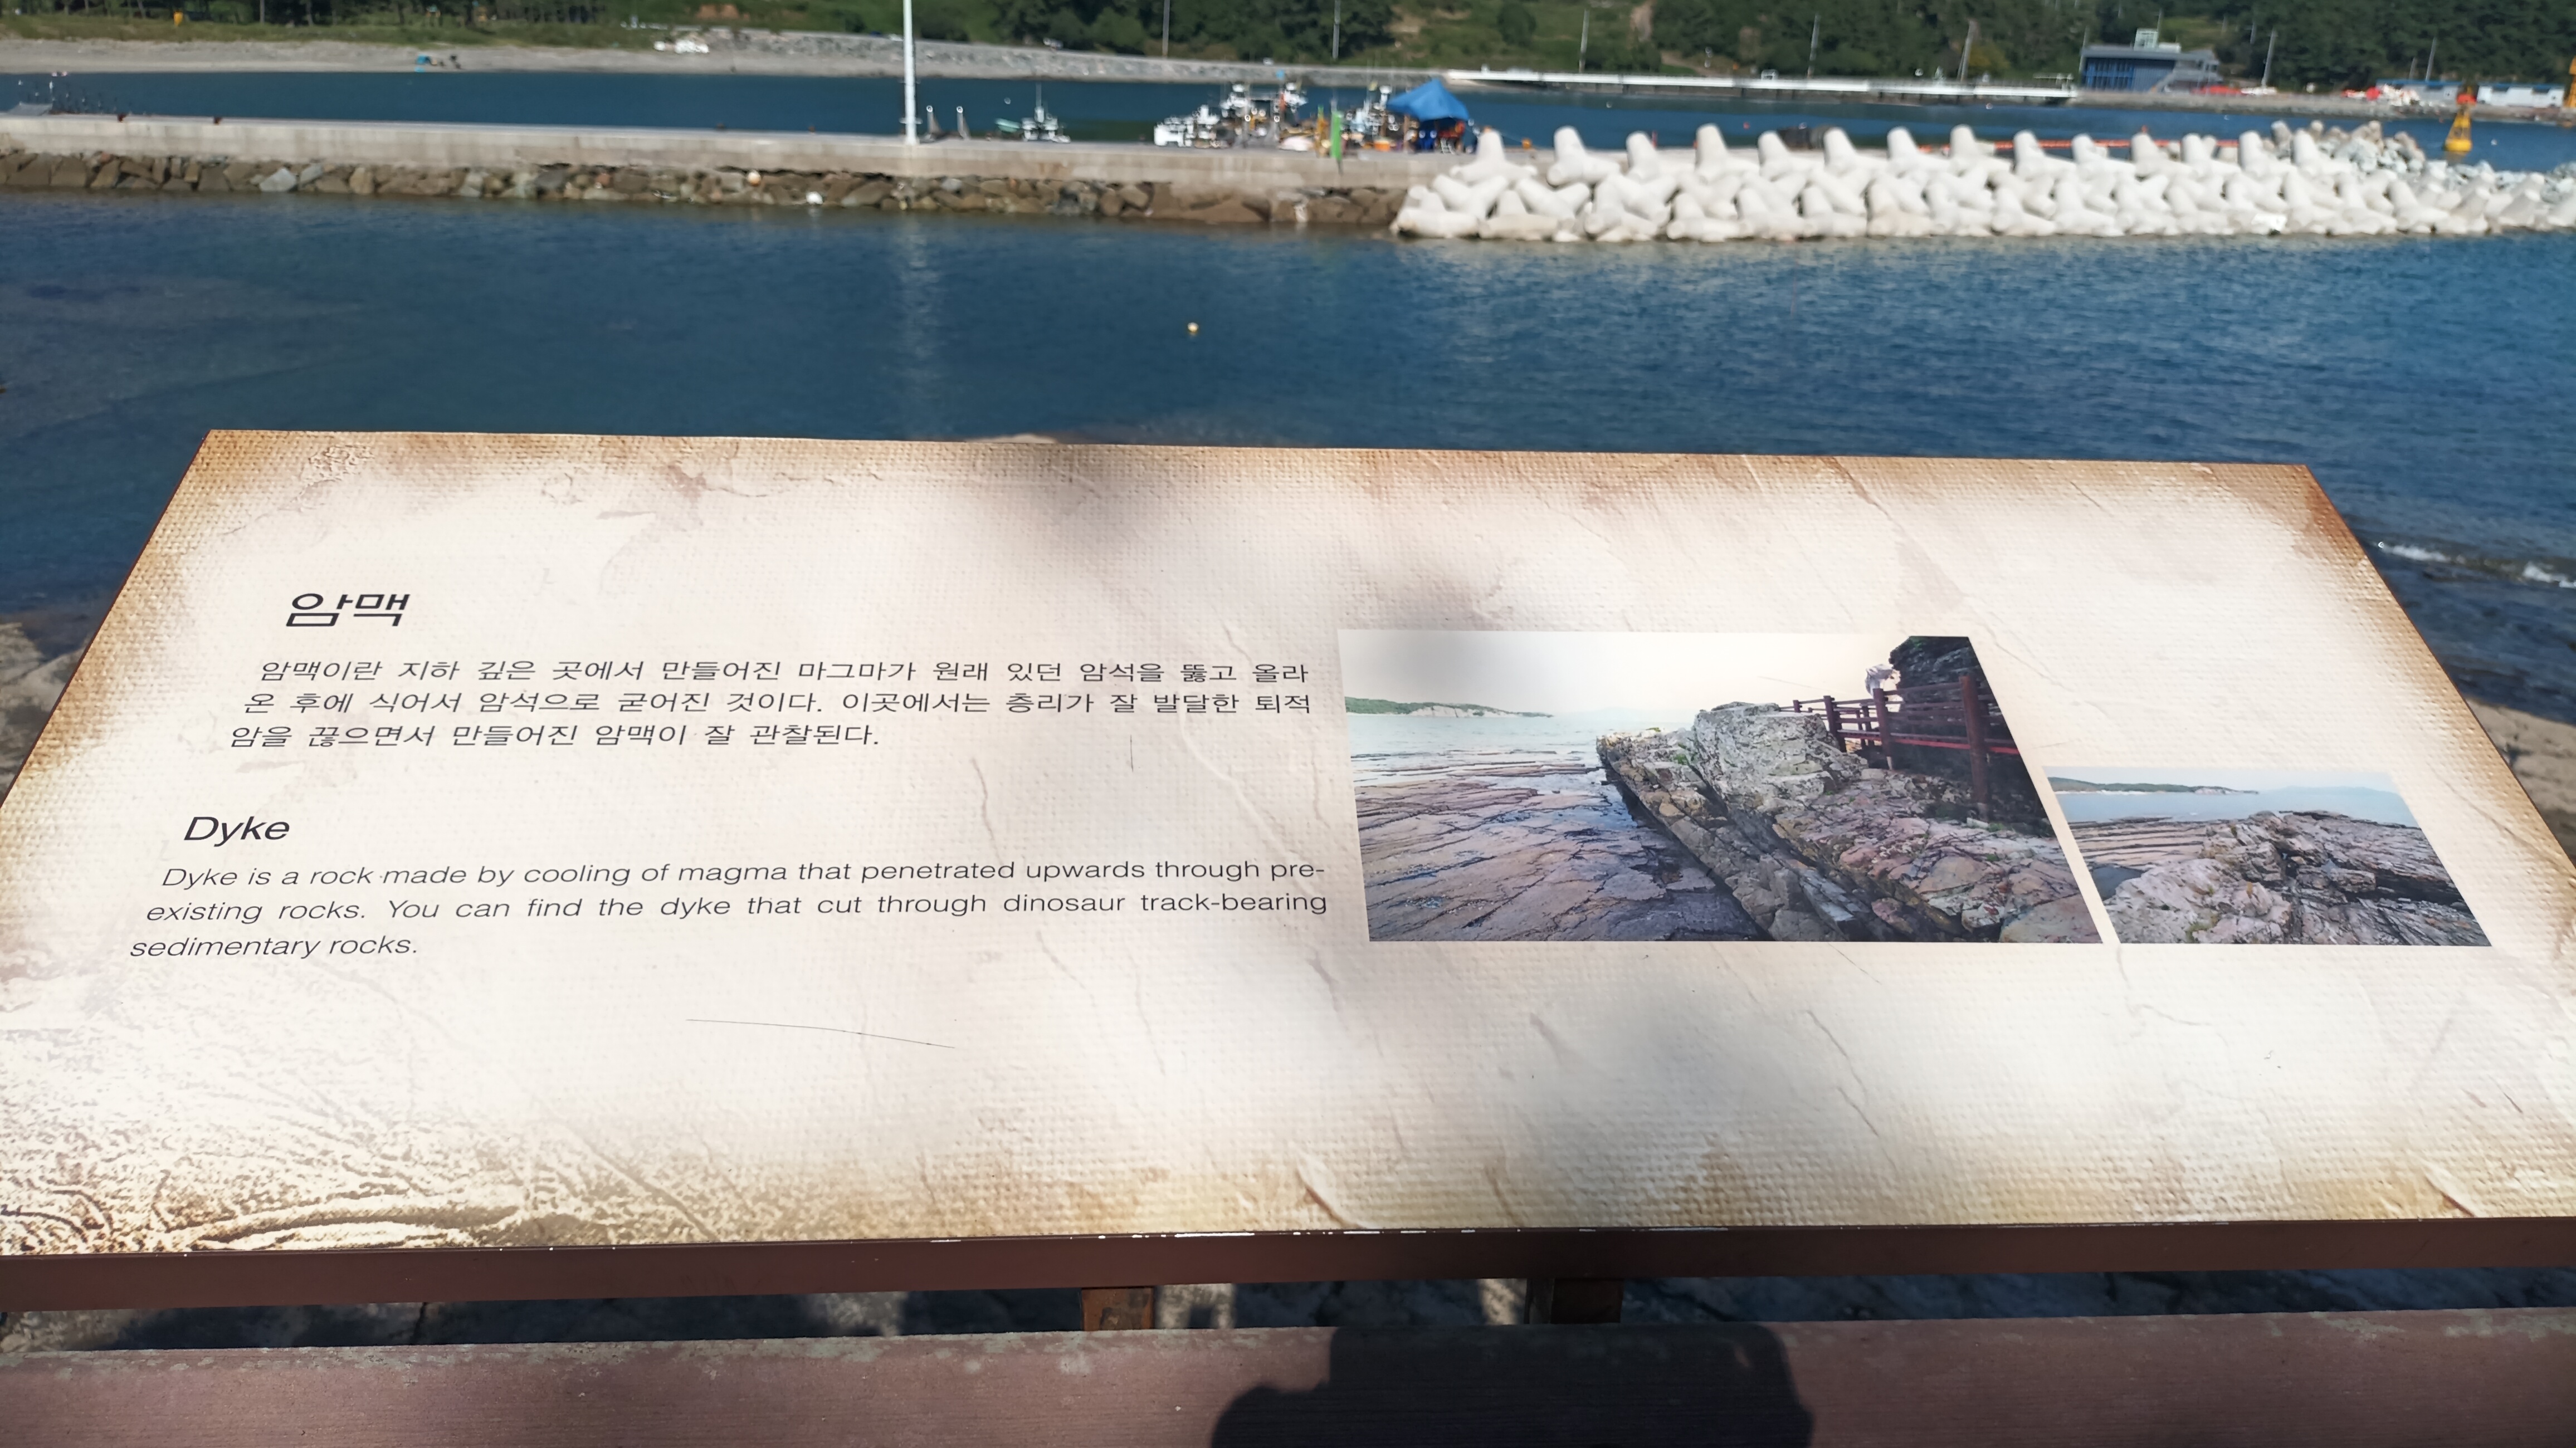 암맥
암맥이란 지하 깊은 곳에서 만들어진 마그마가 원래 있던 암석을 뚫고 올라
온 후에 식어서 암석으로 굳어진 것이다. 이곳에서는 층리가 잘 발달한 퇴적
암을 끊으면서 만들어진 암맥이 잘 관찰된다.
Dyke
Dyke is a rock made by cooling of magma that penetrated upwards through pre-
existing rocks. You can find the dyke that cut through dinosaur track-bearing
sedimentary rocks.